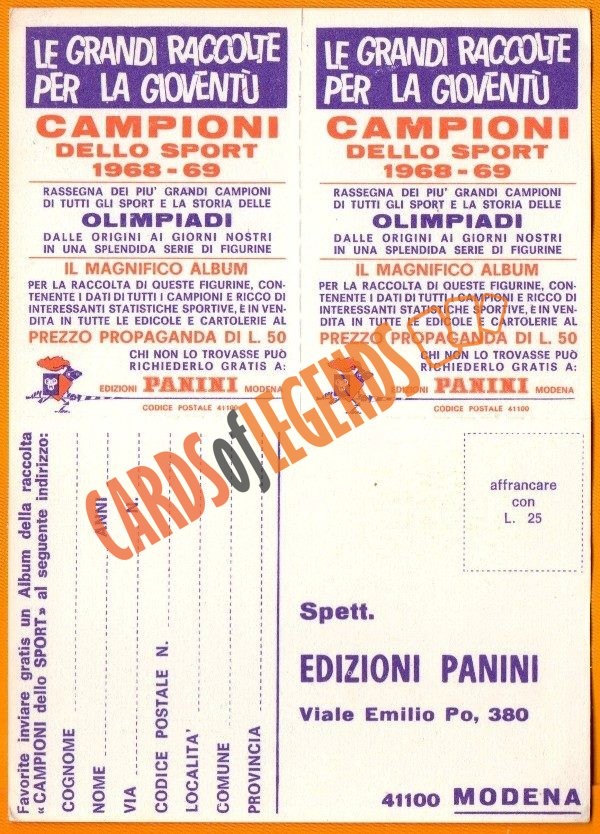 LE GRANDI RACCOLTE
PER LA GIOVENTÙ
CAMPIONI
DELLO SPORT
1968-69
RASSEGNA DEI PIU' GRANDI CAMPIONI
DI TUTTI GLI SPORT E LA STORIA DELLE
OLIMPIADI
DALLE ORIGINI AI GIORNI NOSTRI
IN UNA SPLENDIDA SERIE DI FIGURINE
IL MAGNIFICO ALBUM
PER LA RACCOLTA DI QUESTE FIGURINE, CON-
TENENTE I DATI DI TUTTI I CAMPIONI E RICCO DI
INTERESSANTI STATISTICHE SPORTIVE, E IN VEN-
DITA IN TUTTE LE EDICOLE E CARTOLERIE AL
PREZZO PROPAGANDA DI L. 50
CHI NON LO TROVASSE PUÒ
RICHIEDERLO GRATIS A:
EDIZIONI PANINI MODENA
CODICE POSTALE 41100
LE GRANDI RACCOLTE
PER LA GIOVENTÙ
CAMPIONI
DELLO SPORT
1968-69
RASSEGNA DEI PIU' GRANDI CAMPIONI
DI TUTTI GLI SPORT E LA STORIA DELLE
OLIMPIADI
DALLE ORIGINI AI GIORNI NOSTRI
IN UNA SPLENDIDA SERIE DI FIGURINE
IL MAGNIFICO ALBUM
PER LA RACCOLTA DI QUESTE FIGURINE, CON-
TENENTE I DATI DI TUTTI I CAMPIONI E RICCO DI
INTERESSANTI STATISTICHE SPORTIVE, E IN VEN-
DITA IN TUTTE LE EDICOLE E CARTOLERIE AL
PREZZO PROPAGANDA DI L. 50
CHI NON LO TROVASSE PUÒ
RICHIEDERLO GRATIS A:
EDIZIONI PANINI MODENA
CODICE POSTALE 41100
CARDS of LEGENDS
Favorite inviare gratis un Album della raccolta
«CAMPIONI dello SPORT» al seguente indirizzo:
COGNOME
NOME ANNI
VIA N.
CODICE POSTALE N.
LOCALITA'
COMUNE
PROVINCIA
affrancare
con
L. 25
Spett.
EDIZIONI PANINI
Viale Emilio Po, 380
41100 MODENA